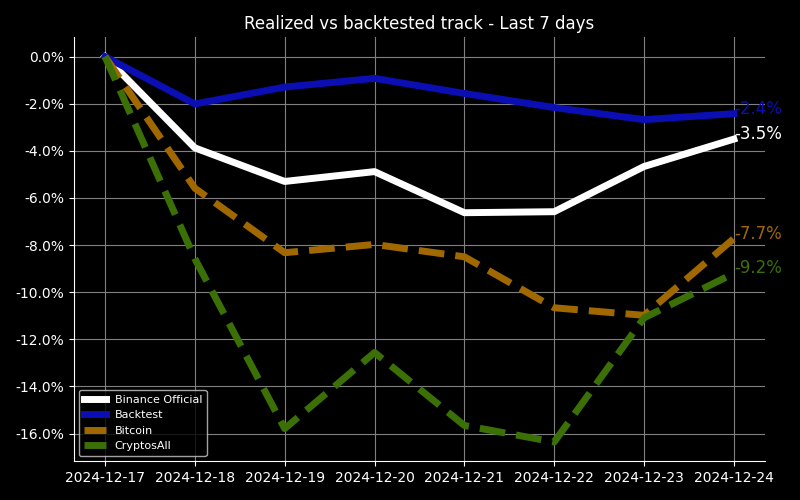 Realized vs backtested track - Last 7 days
0.0%
-2.0%
-4.0%
-6.0%
-8.0%
-10.0%
-12.0%
-14.0%
-16.0%
-2.4%
-3.5%
-7.7%
-9.2%
Binance Official
Backtest
Bitcoin
CryptosAll
2024-12-17 2024-12-18 2024-12-19 2024-12-20 2024-12-21 2024-12-22 2024-12-23 2024-12-24